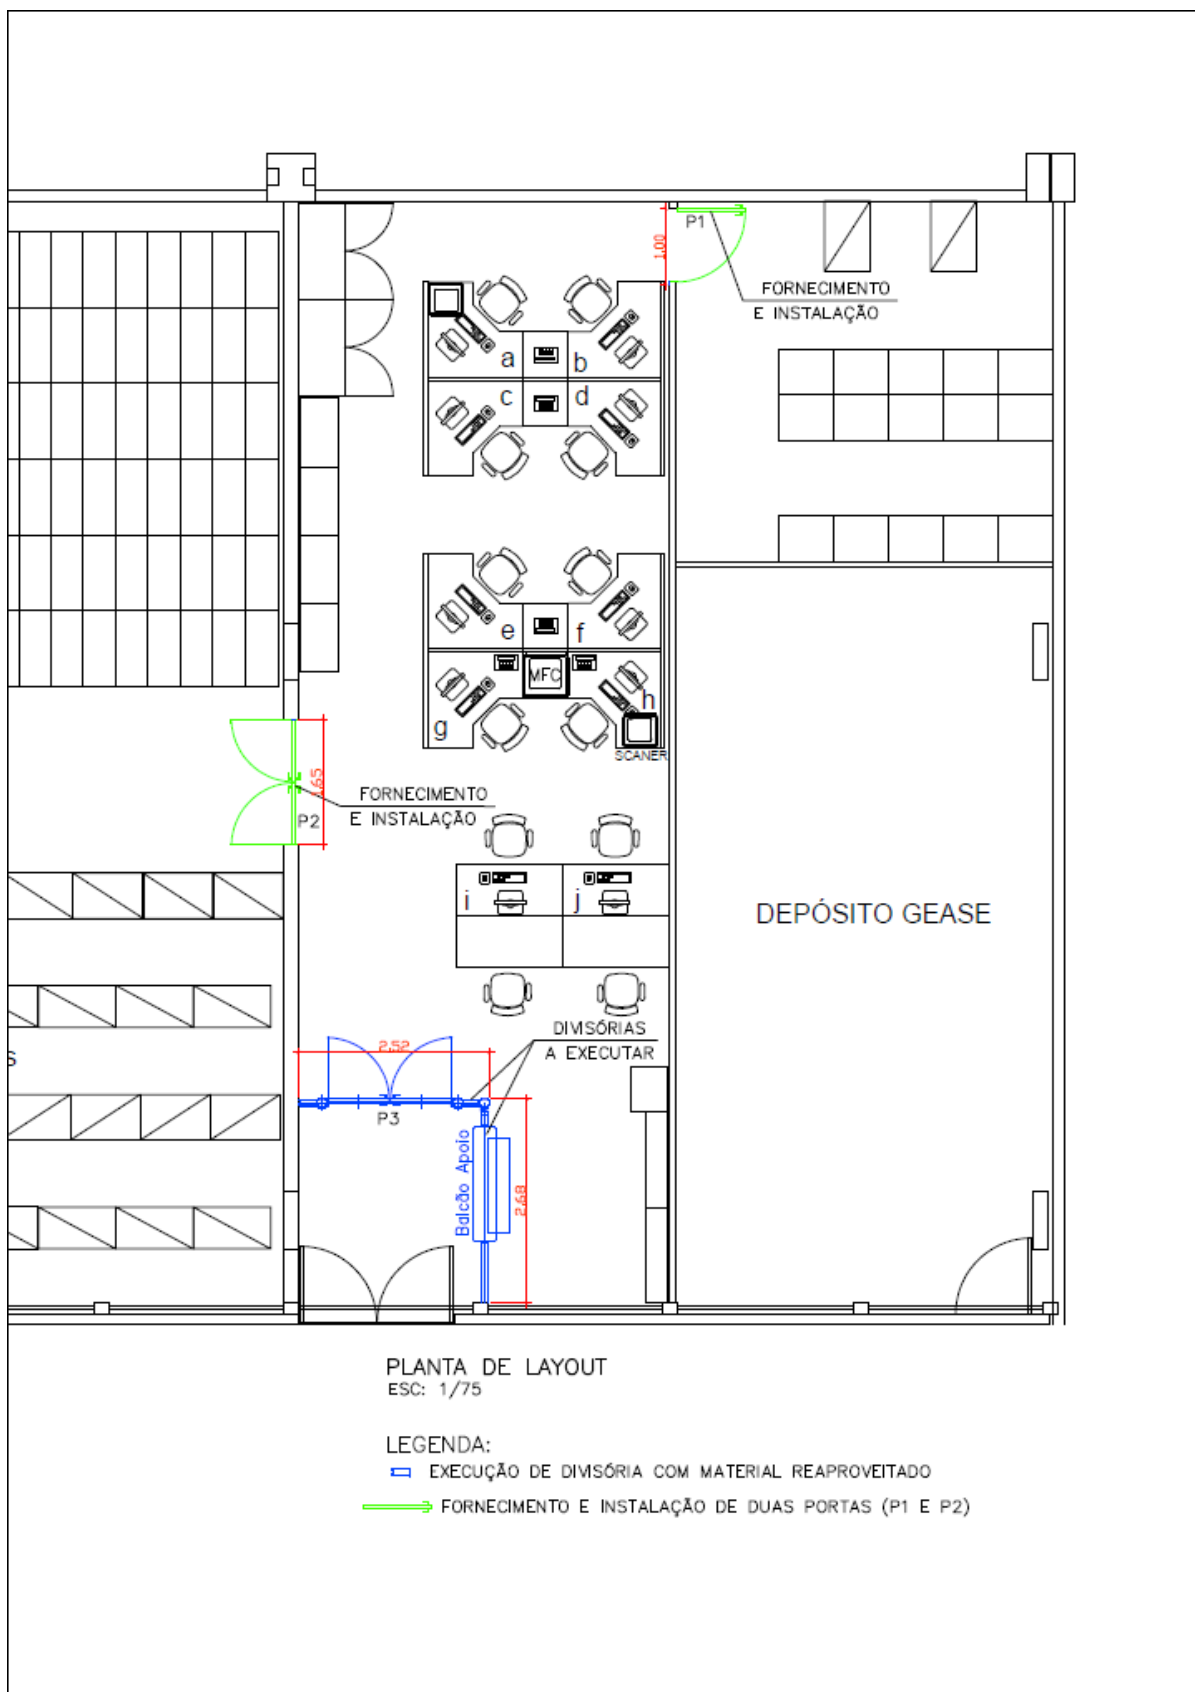 P1
1.00
FORNECIMENTO
E INSTALAÇÃO
a
b
c
d
e
f
MFC
g
h
SCANER
1.65
FORNECIMENTO
E INSTALAÇÃO
P2
i
j
DEPÓSITO GEASE
DIVISÓRIAS
A EXECUTAR
2.52
S
P3
Balcão Apoio
2.68
PLANTA DE LAYOUT
ESC: 1/75
LEGENDA:
EXECUÇÃO DE DIVISÓRIA COM MATERIAL REAPROVEITADO
FORNECIMENTO E INSTALAÇÃO DE DUAS PORTAS (P1 E P2)